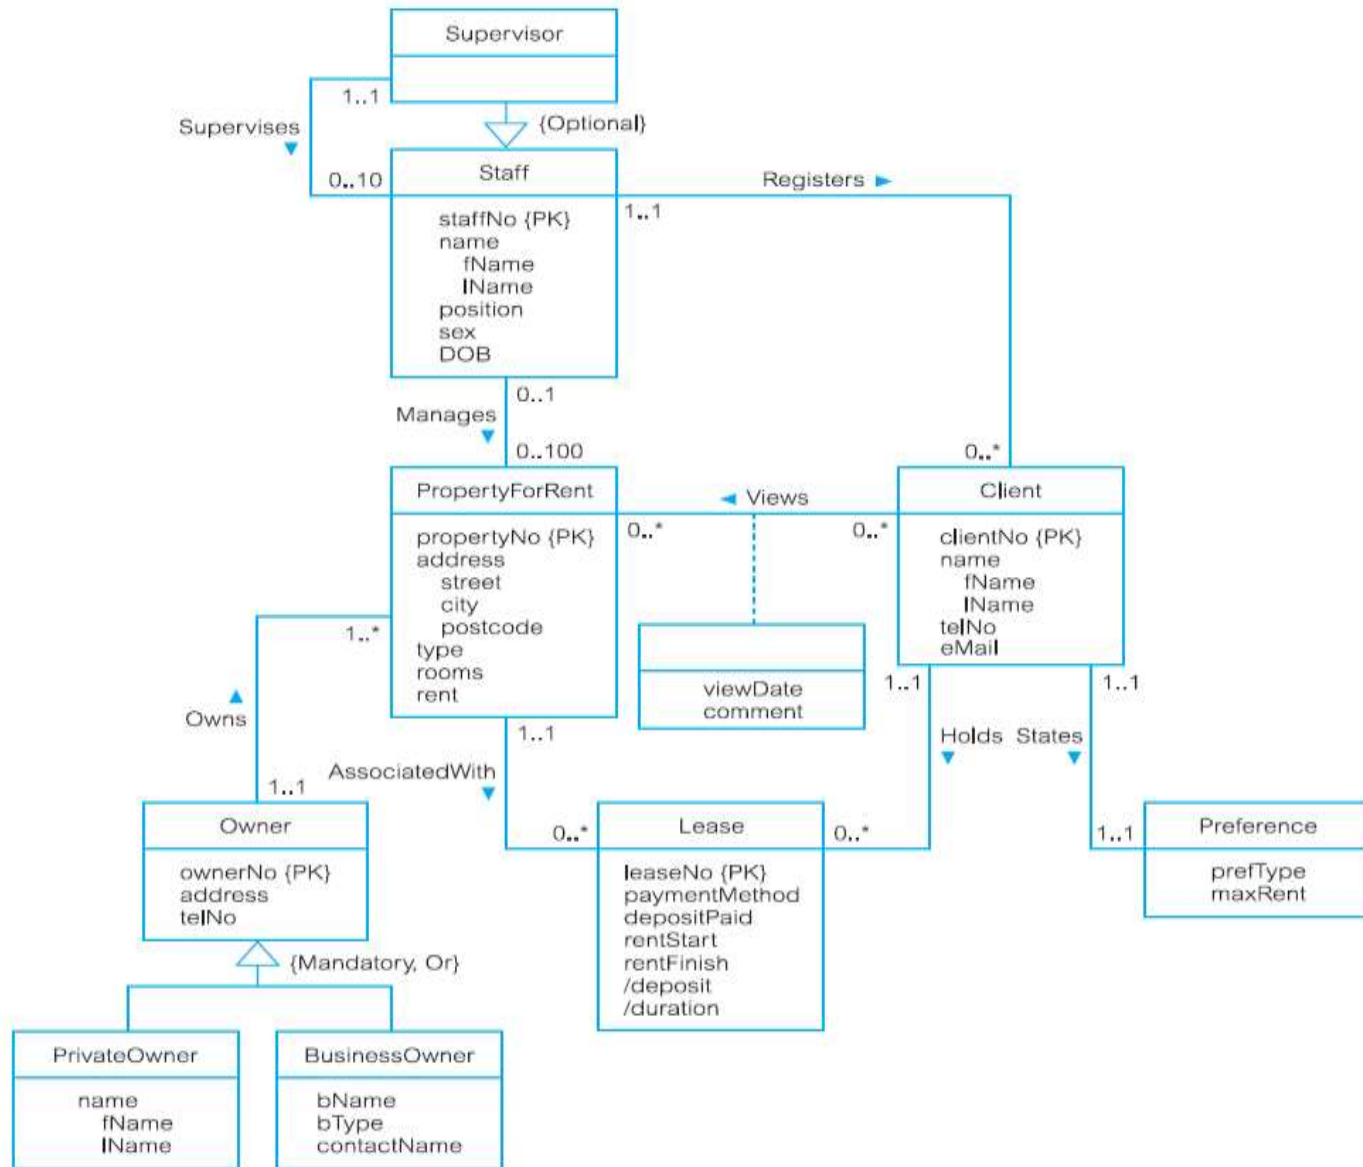 Supervisor
1..1
Supervises
{Optional}
0..10
Staff
Registers
1..1
staffNo {PK}
name
fName
lName
position
sex
DOB
0..1
Manages
0..100
0..*
PropertyForRent
Views
Client
0..*
0..*
propertyNo {PK}
address
street
city
postcode
type
rooms
rent
clientNo {PK}
name
fName
lName
telNo
eMail
1..*
viewDate
comment
1..1
1..1
Owns
1..1
Holds
States
AssociatedWith
1..1
Owner
0..*
Lease
0..*
1..1
Preference
ownerNo {PK}
address
telNo
leaseNo {PK}
paymentMethod
depositPaid
rentStart
rentFinish
/deposit
/duration
prefType
maxRent
{Mandatory, Or}
PrivateOwner
BusinessOwner
name
fName
lName
bName
bType
contactName